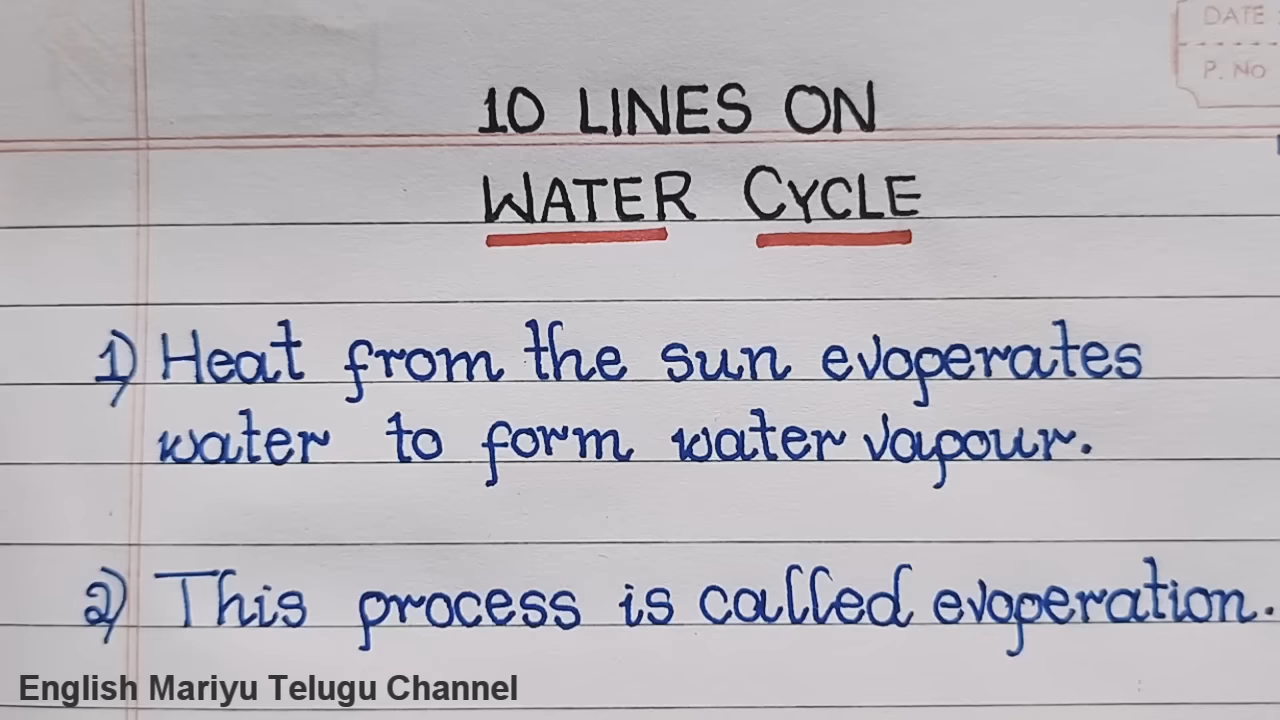 DATE
P. No
10 LINES ON
WATER CYCLE
1) Heat from the sun evoperates
water to form water vapour.
2) This process is called evoperation.
English Mariyu Telugu Channel